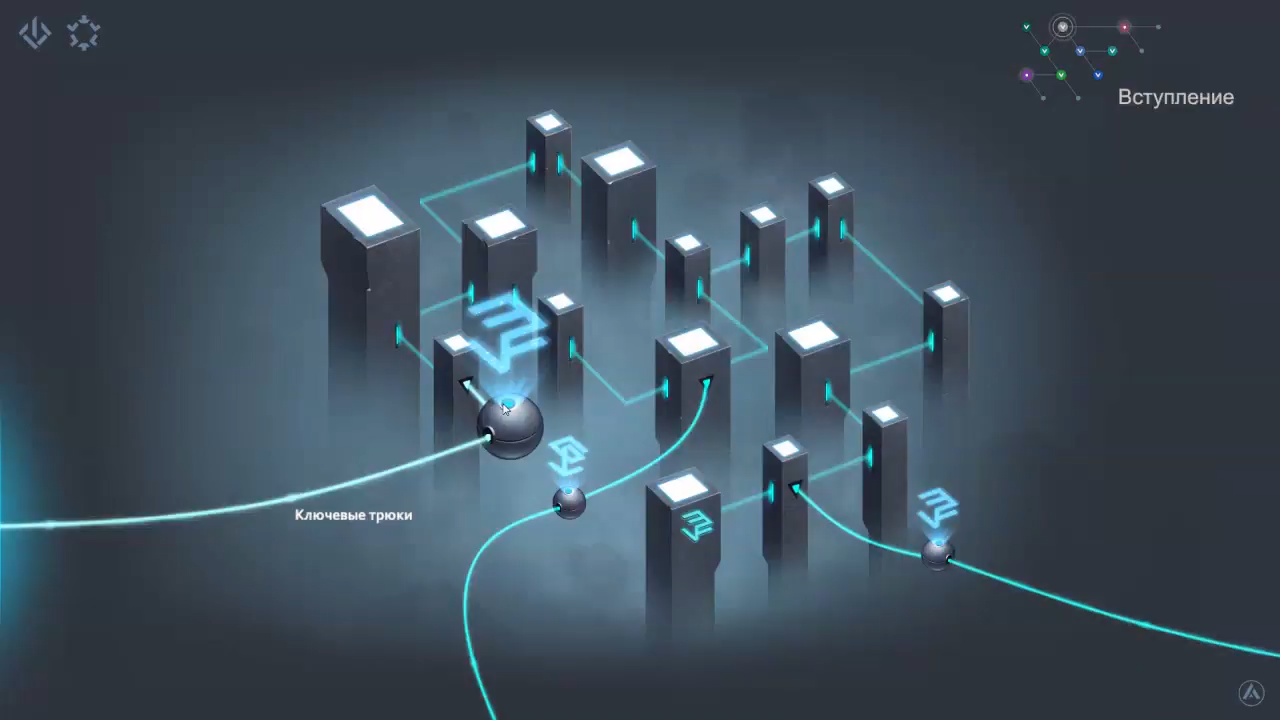 Вступление
Ключевые трюки